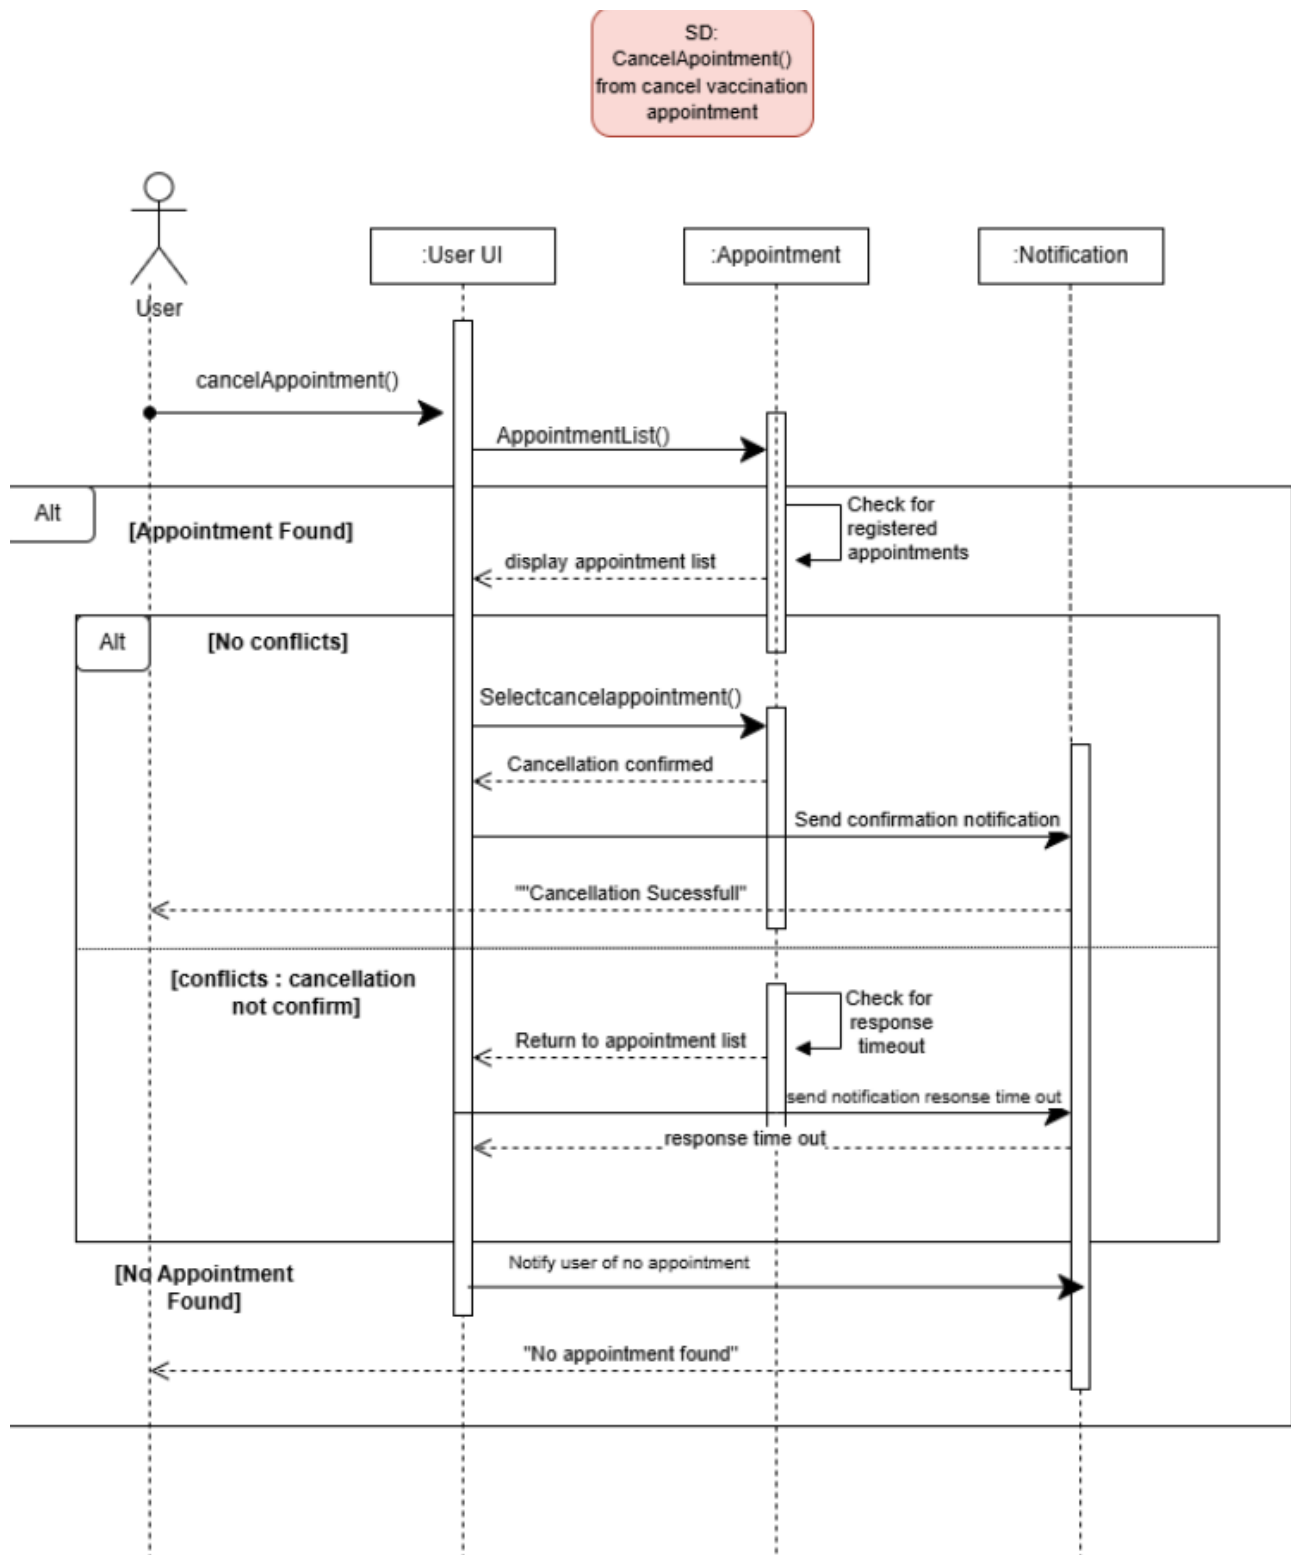 SD:
CancelApointment()
from cancel vaccination
appointment
User
:User UI
:Appointment
:Notification
cancelAppointment()
AppointmentList()
Alt
[Appointment Found]
Check for
registered
appointments
display appointment list
Alt
[No conflicts]
Selectcancelappointment()
Cancellation confirmed
Send confirmation notification
""Cancellation Sucessfull"
[conflicts : cancellation
not confirm]
Check for
response
timeout
Return to appointment list
send notification resonse time out
response time out
Notify user of no appointment
[No Appointment
Found]
"No appointment found"